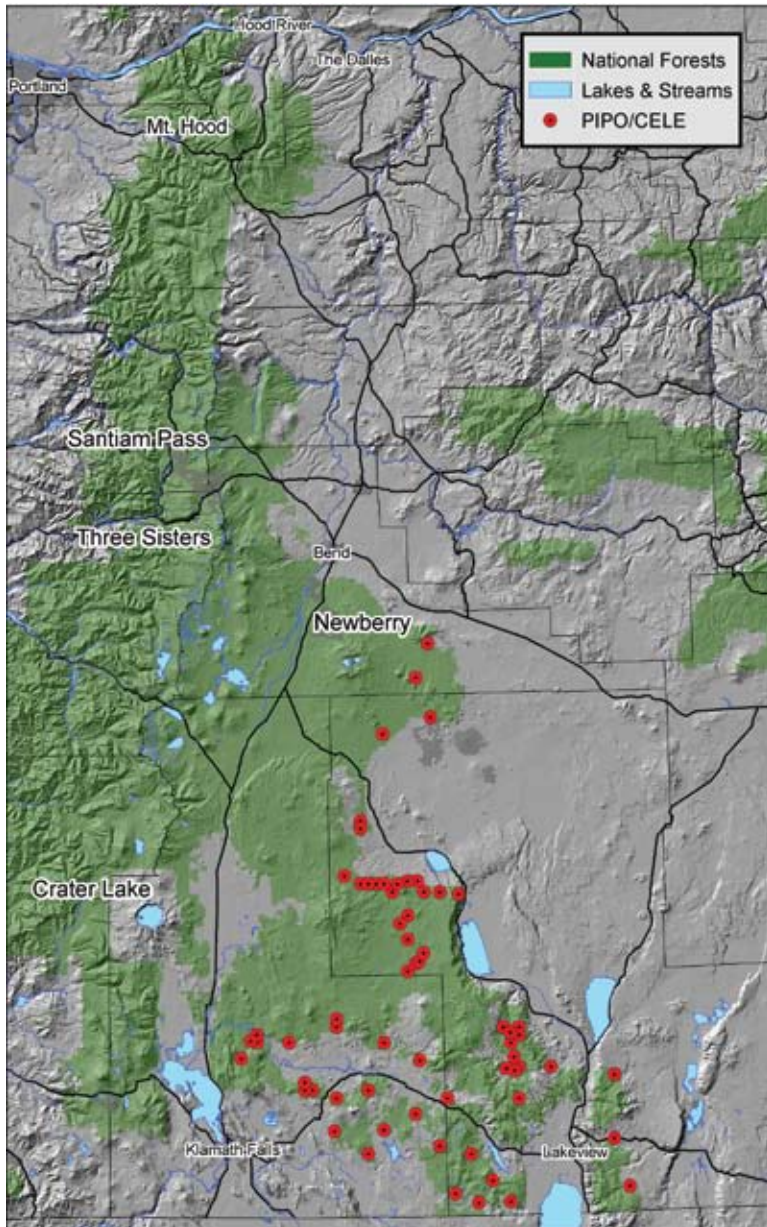 Hood River
The Dalles
Portland
Mt. Hood
National Forests
Lakes & Streams
PIPO/CELE
Santiam Pass
Three Sisters
Bend
Newberry
Crater Lake
Klamath Falls
Lakeview